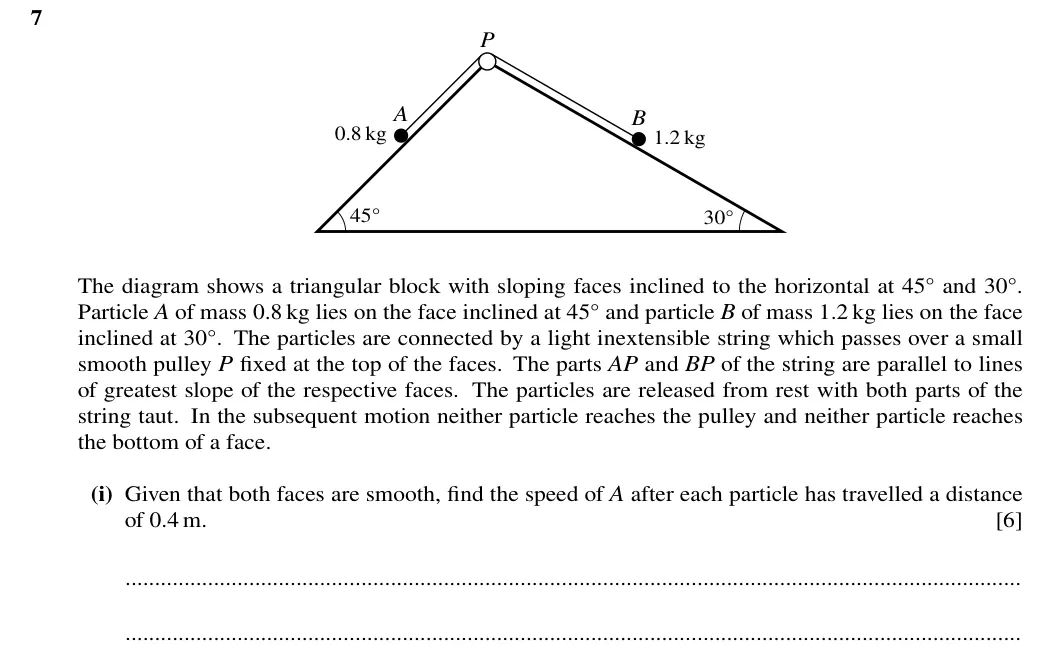 7
P
A
B
0.8 kg
1.2 kg
45°
30°
The diagram shows a triangular block with sloping faces inclined to the horizontal at 45° and 30°.
Particle A of mass 0.8 kg lies on the face inclined at 45° and particle B of mass 1.2 kg lies on the face
inclined at 30°. The particles are connected by a light inextensible string which passes over a small
smooth pulley P fixed at the top of the faces. The parts AP and BP of the string are parallel to lines
of greatest slope of the respective faces. The particles are released from rest with both parts of the
string taut. In the subsequent motion neither particle reaches the pulley and neither particle reaches
the bottom of a face.
(i) Given that both faces are smooth, find the speed of A after each particle has travelled a distance
of 0.4 m. [6]